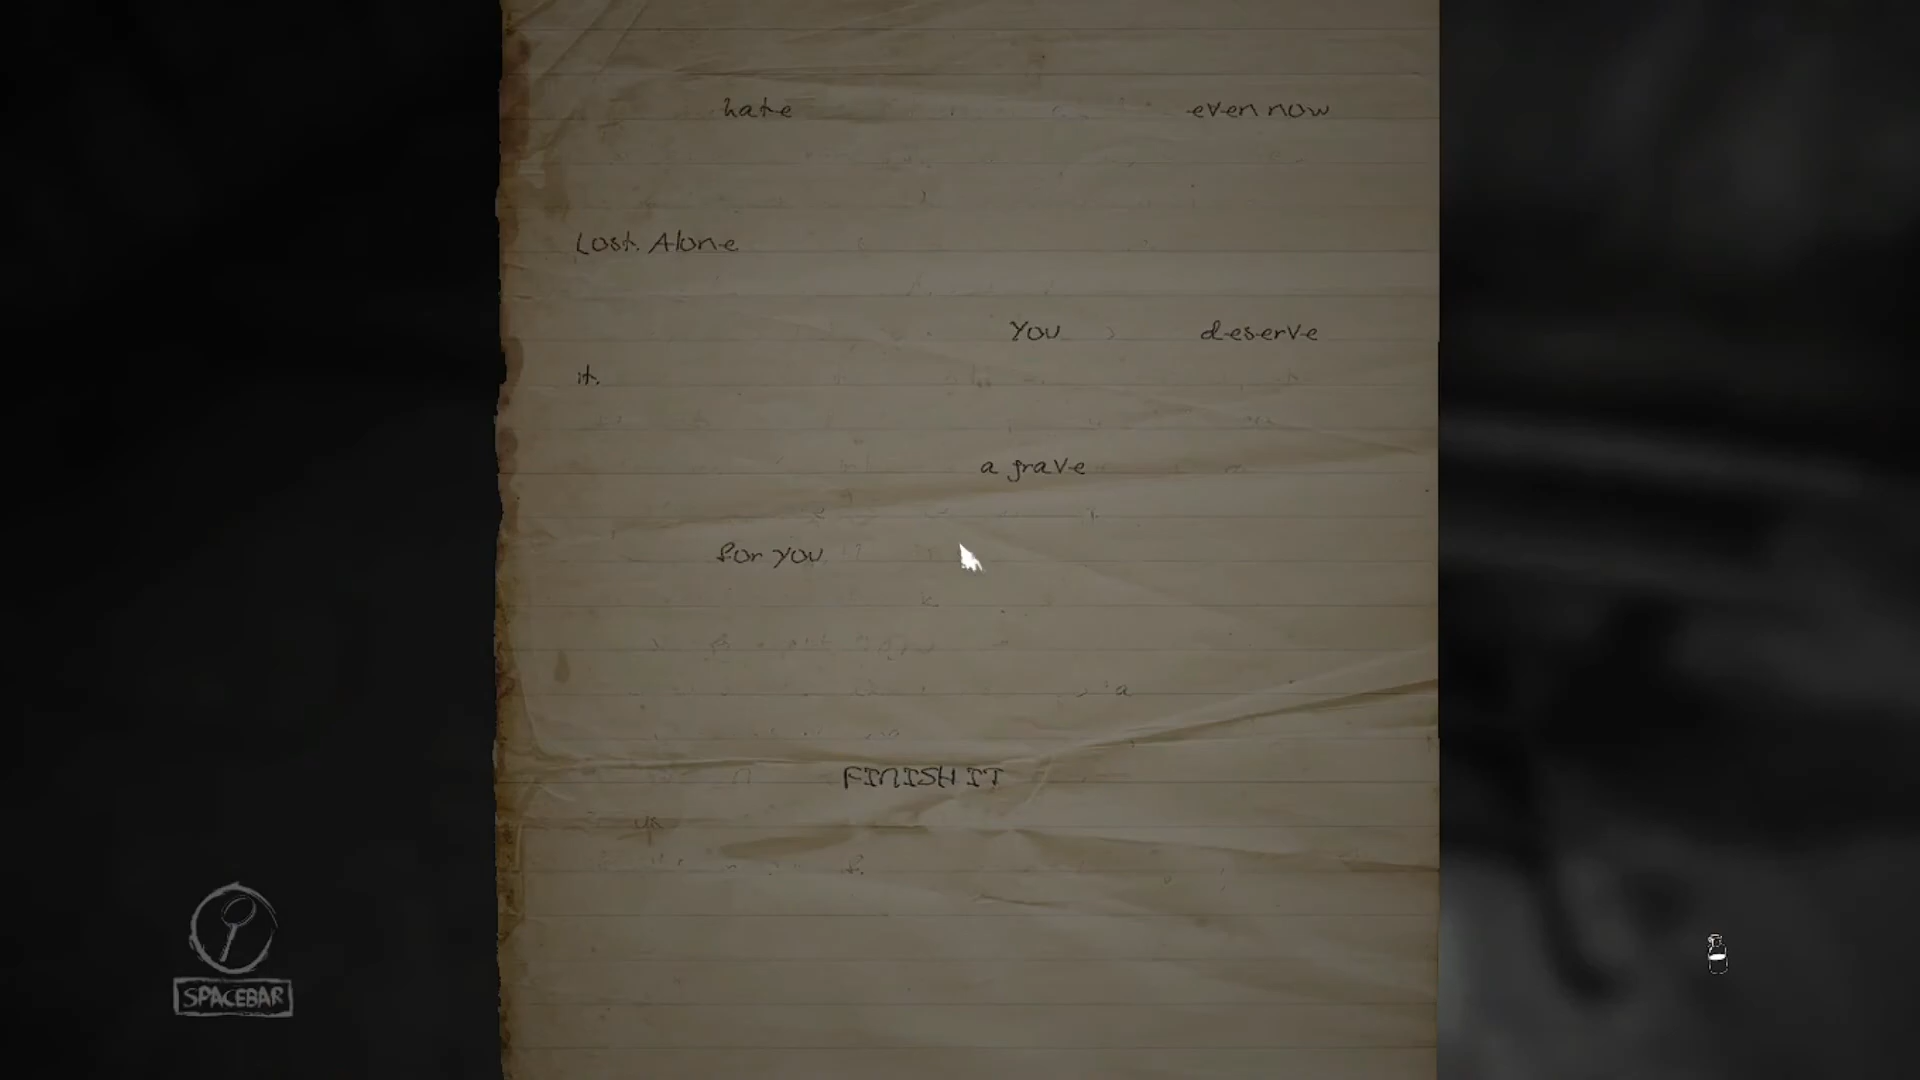 hate even now
Lost. Alone
You deserve
it.
a grave
for you
a
FINISH IT
SPACEBAR